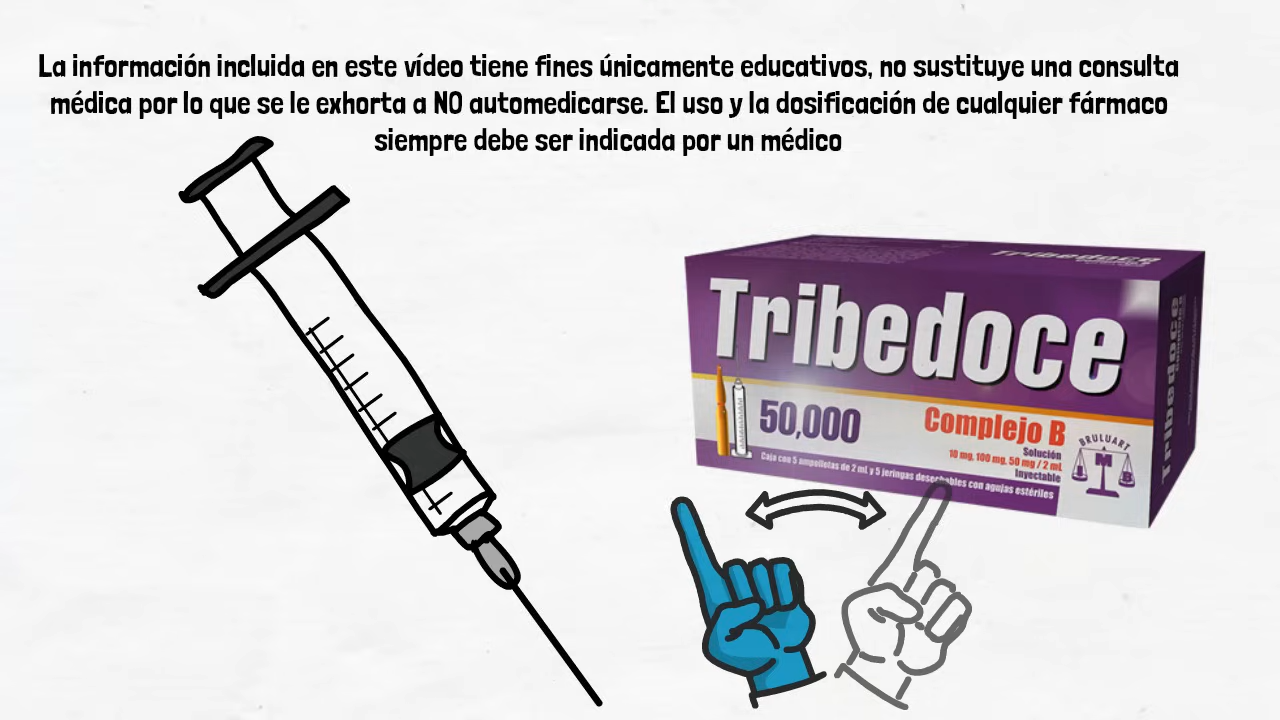 La información incluida en este vídeo tiene fines únicamente educativos, no sustituye una consulta
médica por lo que se le exhorta a NO automedicarse. El uso y la dosificación de cualquier fármaco
siempre debe ser indicada por un médico
Tribedoce
Tribedoce
Tribedoce
50,000
Complejo B
Solución
10 mg, 100 mg, 50 mg / 2 mL
Inyectable
BRULUART
M
B
Caja con 5 ampolletas de 2 mL y 5 jeringas desechables con agujas estériles